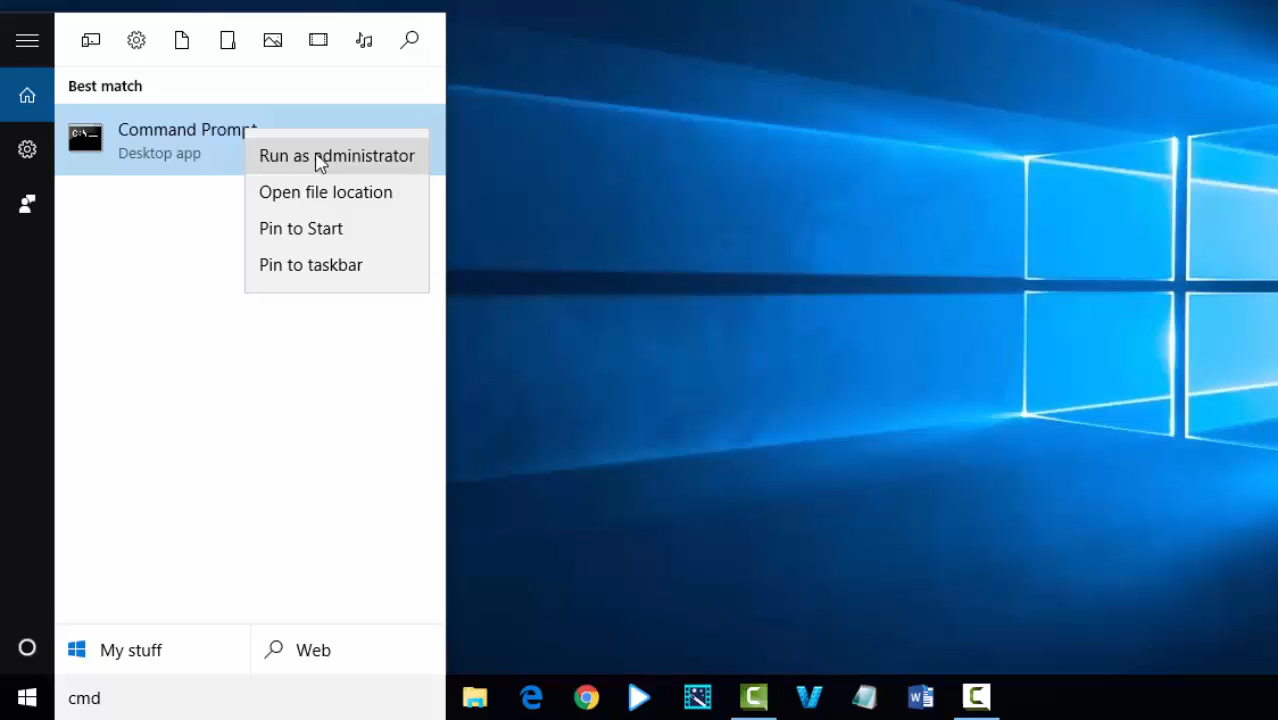 Best match
Command Prompt
Desktop app
Run as administrator
Open file location
Pin to Start
Pin to taskbar
My stuff
Web
cmd